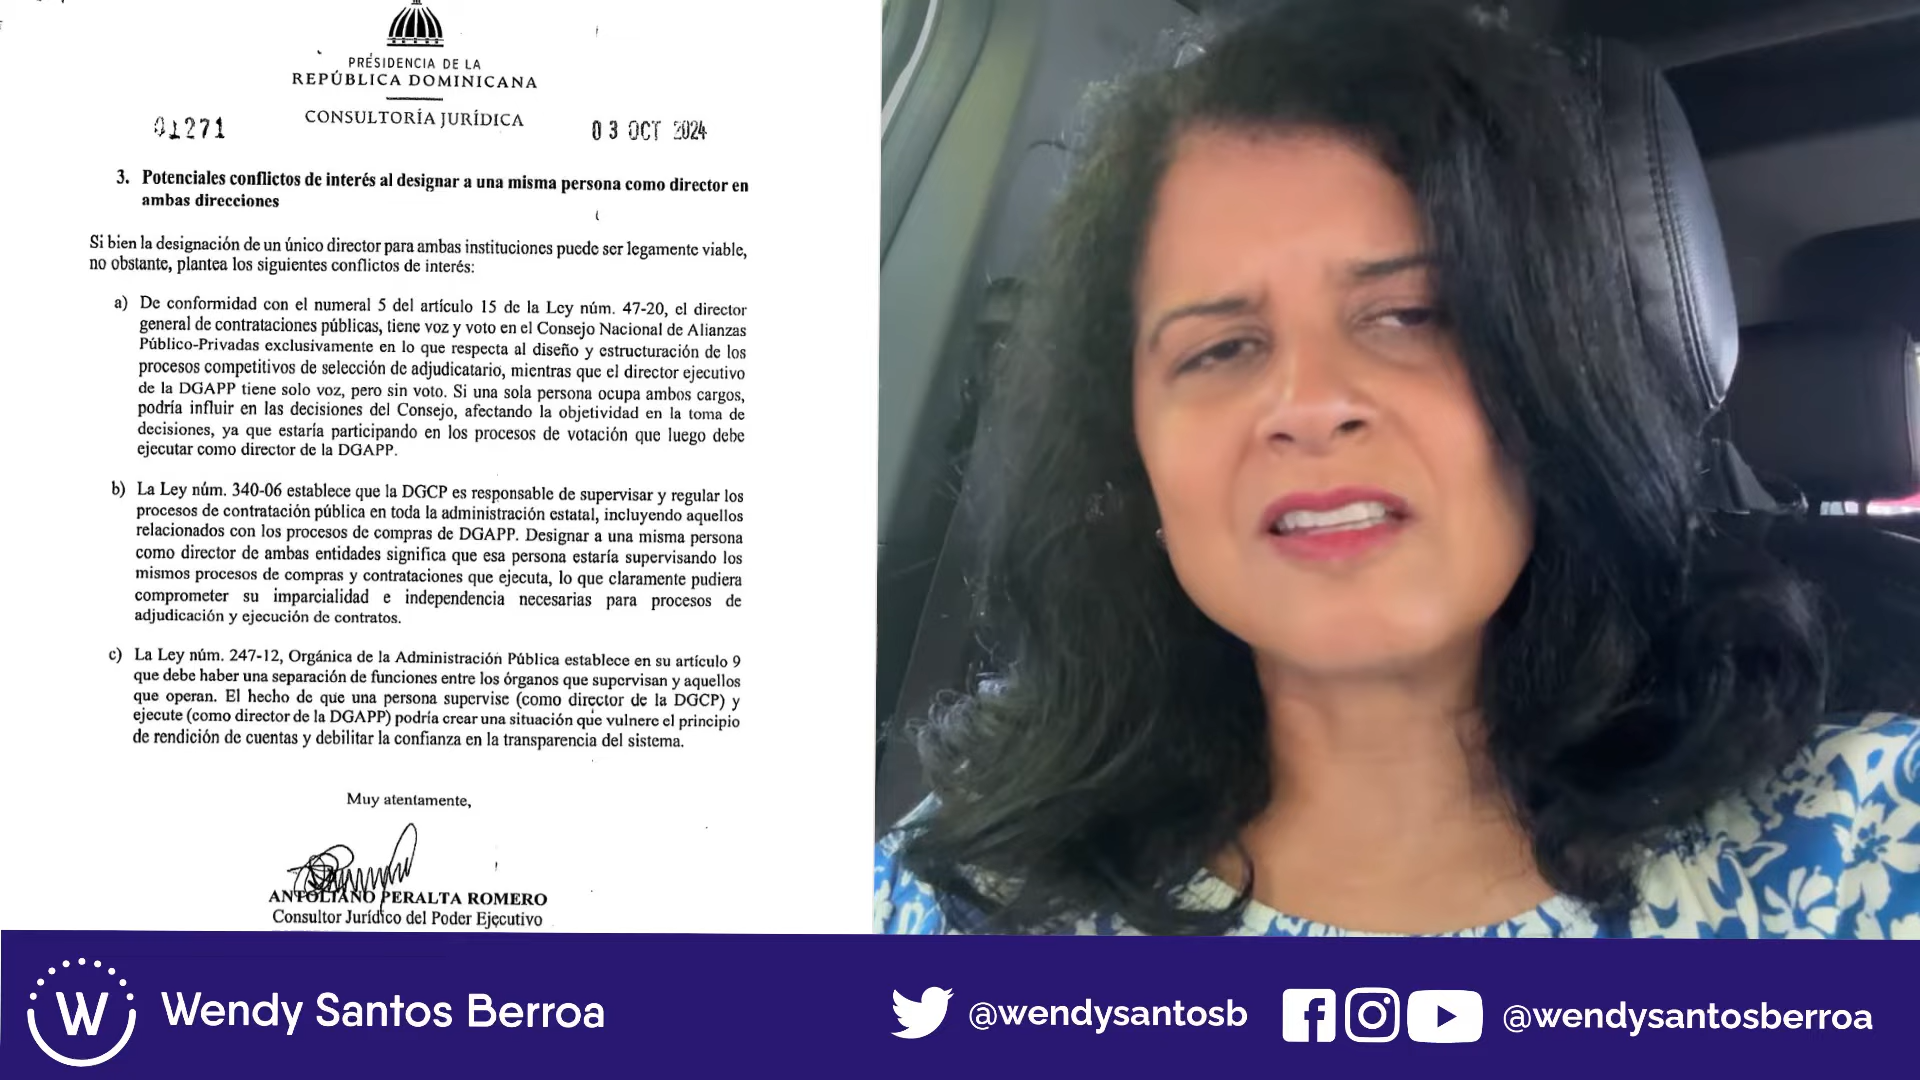 PRESIDENCIA DE LA
REPÚBLICA DOMINICANA
CONSULTORÍA JURÍDICA
01271
03 OCT 2024
3. Potenciales conflictos de interés al designar a una misma persona como director en
ambas direcciones
Si bien la designación de un único director para ambas instituciones puede ser legamente viable,
no obstante, plantea los siguientes conflictos de interés:
a) De conformidad con el numeral 5 del artículo 15 de la Ley núm. 47-20, el director
general de contrataciones públicas, tiene voz y voto en el Consejo Nacional de Alianzas
Público-Privadas exclusivamente en lo que respecta al diseño y estructuración de los
procesos competitivos de selección de adjudicatario, mientras que el director ejecutivo
de la DGAPP tiene solo voz, pero sin voto. Si una sola persona ocupa ambos cargos,
podría influir en las decisiones del Consejo, afectando la objetividad en la toma de
decisiones, ya que estaría participando en los procesos de votación que luego debe
ejecutar como director de la DGAPP.
b) La Ley núm. 340-06 establece que la DGCP es responsable de supervisar y regular los
procesos de contratación pública en toda la administración estatal, incluyendo aquellos
relacionados con los procesos de compras de DGAPP. Designar a una misma persona
como director de ambas entidades significa que esa persona estaría supervisando los
mismos procesos de compras y contrataciones que ejecuta, lo que claramente pudiera
comprometer su imparcialidad e independencia necesarias para procesos de
adjudicación y ejecución de contratos.
c) La Ley núm. 247-12, Orgánica de la Administración Pública establece en su artículo 9
que debe haber una separación de funciones entre los órganos que supervisan y aquellos
que operan. El hecho de que una persona supervise (como director de la DGCP) y
ejecute (como director de la DGAPP) podría crear una situación que vulnere el principio
de rendición de cuentas y debilitar la confianza en la transparencia del sistema.
Muy atentamente,
ANTOLIANO PERALTA ROMERO
Consultor Jurídico del Poder Ejecutivo
W Wendy Santos Berroa
@wendysantosb
@wendysantosberroa